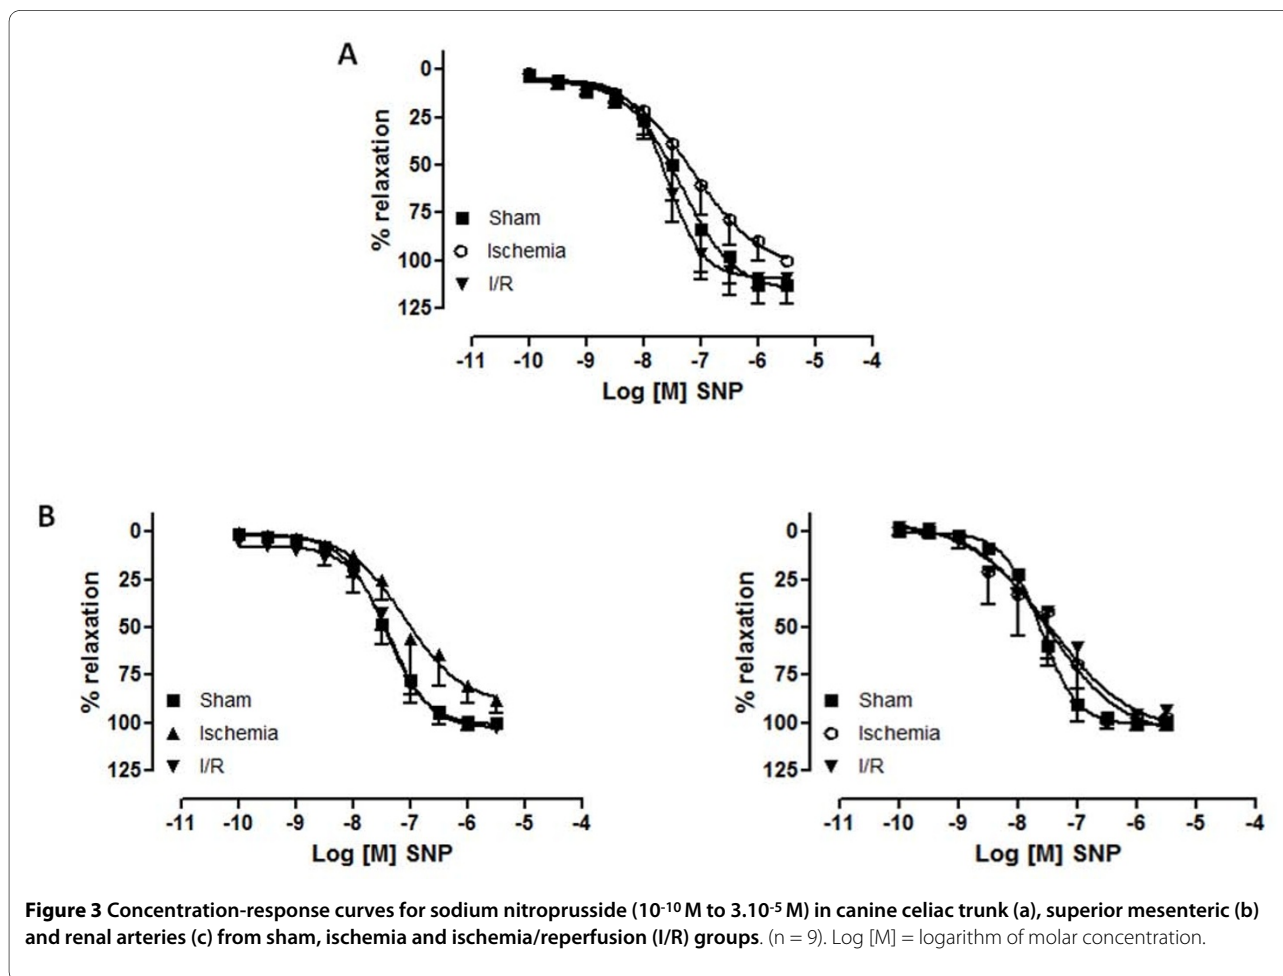 A
0
25
50
75
100
125
% relaxation
Sham
Ischemia
I/R
-11 -10 -9 -8 -7 -6 -5 -4
Log [M] SNP
B
0
25
50
75
100
125
% relaxation
Sham
Ischemia
I/R
-11 -10 -9 -8 -7 -6 -5 -4
Log [M] SNP
0
25
50
75
100
125
% relaxation
Sham
Ischemia
I/R
-11 -10 -9 -8 -7 -6 -5 -4
Log [M] SNP
Figure 3 Concentration-response curves for sodium nitroprusside (10-10 M to 3.10-5 M) in canine celiac trunk (a), superior mesenteric (b)
and renal arteries (c) from sham, ischemia and ischemia/reperfusion (I/R) groups. (n = 9). Log [M] = logarithm of molar concentration.